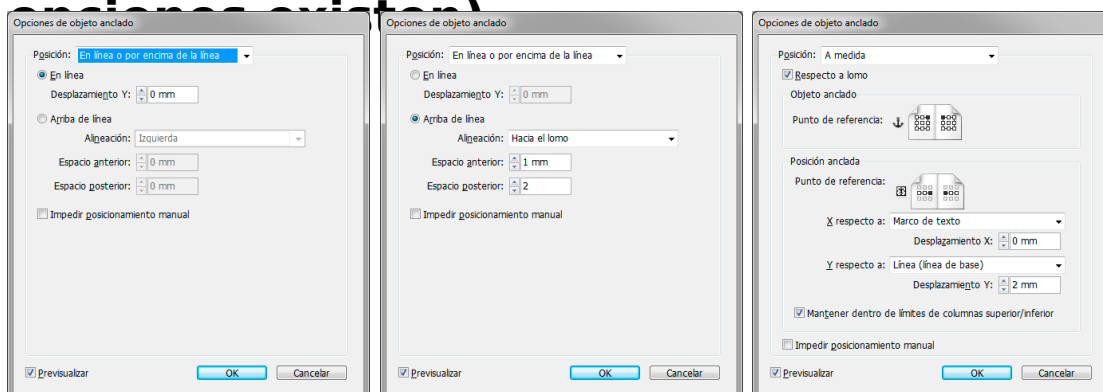 opciones existen)
Opciones de objeto anclado
Posición: En línea o por encima de la línea
En línea
Desplazamiento Y: 0 mm
Arriba de línea
Alineación: Izquierda
Espacio anterior: 0 mm
Espacio posterior: 0 mm
Impedir posicionamiento manual
Previsualizar OK Cancelar
Opciones de objeto anclado
Posición: En línea o por encima de la línea
En línea
Desplazamiento Y: 0 mm
Arriba de línea
Alineación: Hacia el lomo
Espacio anterior: 1 mm
Espacio posterior: 2
Impedir posicionamiento manual
Previsualizar OK Cancelar
Opciones de objeto anclado
Posición: A medida
Respecto a lomo
Objeto anclado
Punto de referencia:
Posición anclada
Punto de referencia:
X respecto a: Marco de texto
Desplazamiento X: 0 mm
Y respecto a: Línea (línea de base)
Desplazamiento Y: 2 mm
Mantener dentro de límites de columnas superior/inferior
Impedir posicionamiento manual
Previsualizar OK Cancelar